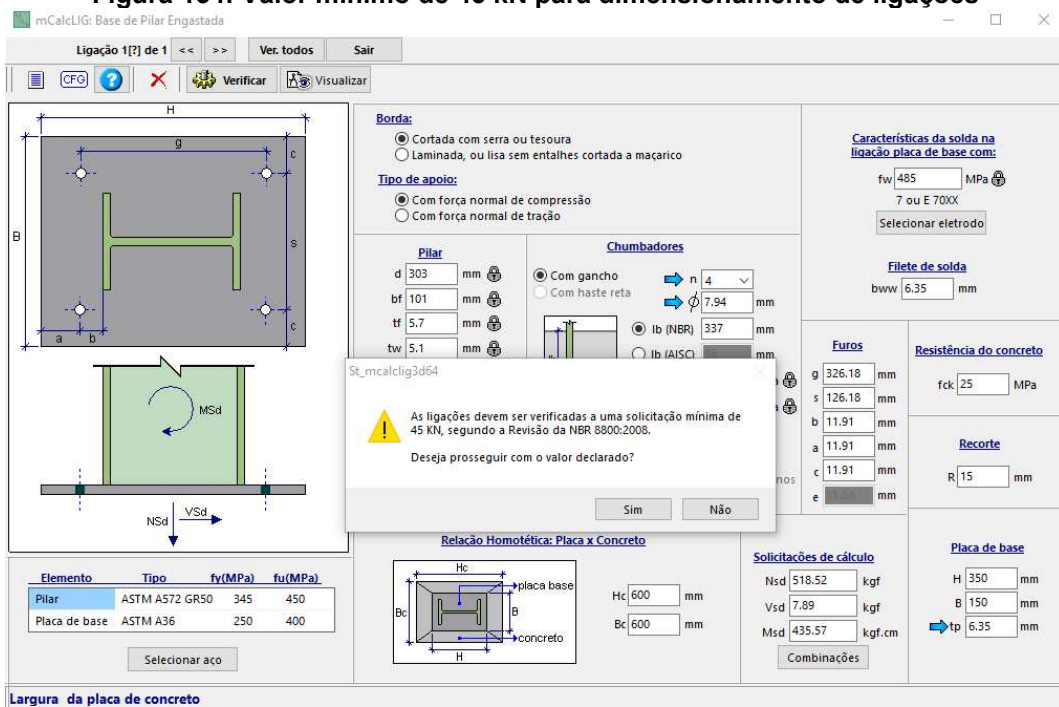 mCalcLIG: Base de Pilar Engastada
Ligação 1[?] de 1 << >> Ver. todos Sair
CFG ? Verificar Visualizar
H
g
c
B
s
c
a b
MSd
NSd VSd
Borda:
Cortada com serra ou tesoura
Laminada, ou lisa sem entalhes cortada a maçarico
Tipo de apoio:
Com força normal de compressão
Com força normal de tração
Pilar
d 303 mm
bf 101 mm
tf 5.7 mm
tw 5.1 mm
Chumbadores
Com gancho
Com haste reta
n 4
ϕ 7.94 mm
lb (NBR) 337 mm
lb (AISC) mm
Características da solda na
ligação placa de base com:
fw 485 MPa
7 ou E 70XX
Selecionar eletrodo
Filete de solda
bww 6.35 mm
Furos
g 326.18 mm
s 126.18 mm
b 11.91 mm
a 11.91 mm
c 11.91 mm
e mm
Resistência do concreto
fck 25 MPa
Recorte
R 15 mm
St_mcalclig3d64
As ligações devem ser verificadas a uma solicitação mínima de
45 KN, segundo a Revisão da NBR 8800:2008.
Deseja prosseguir com o valor declarado?
Sim Não
nos
Relação Homotética: Placa x Concreto
Hc
placa base
Bc
B
concreto
H
Hc 600 mm
Bc 600 mm
Solicitações de cálculo
Nsd 518.52 kgf
Vsd 7.89 kgf
Msd 435.57 kgf.cm
Combinações
Placa de base
H 350 mm
B 150 mm
tp 6.35 mm
Elemento Tipo fy(MPa) fu(MPa)
Pilar ASTM A572 GR50 345 450
Placa de base ASTM A36 250 400
Selecionar aço
Largura da placa de concreto